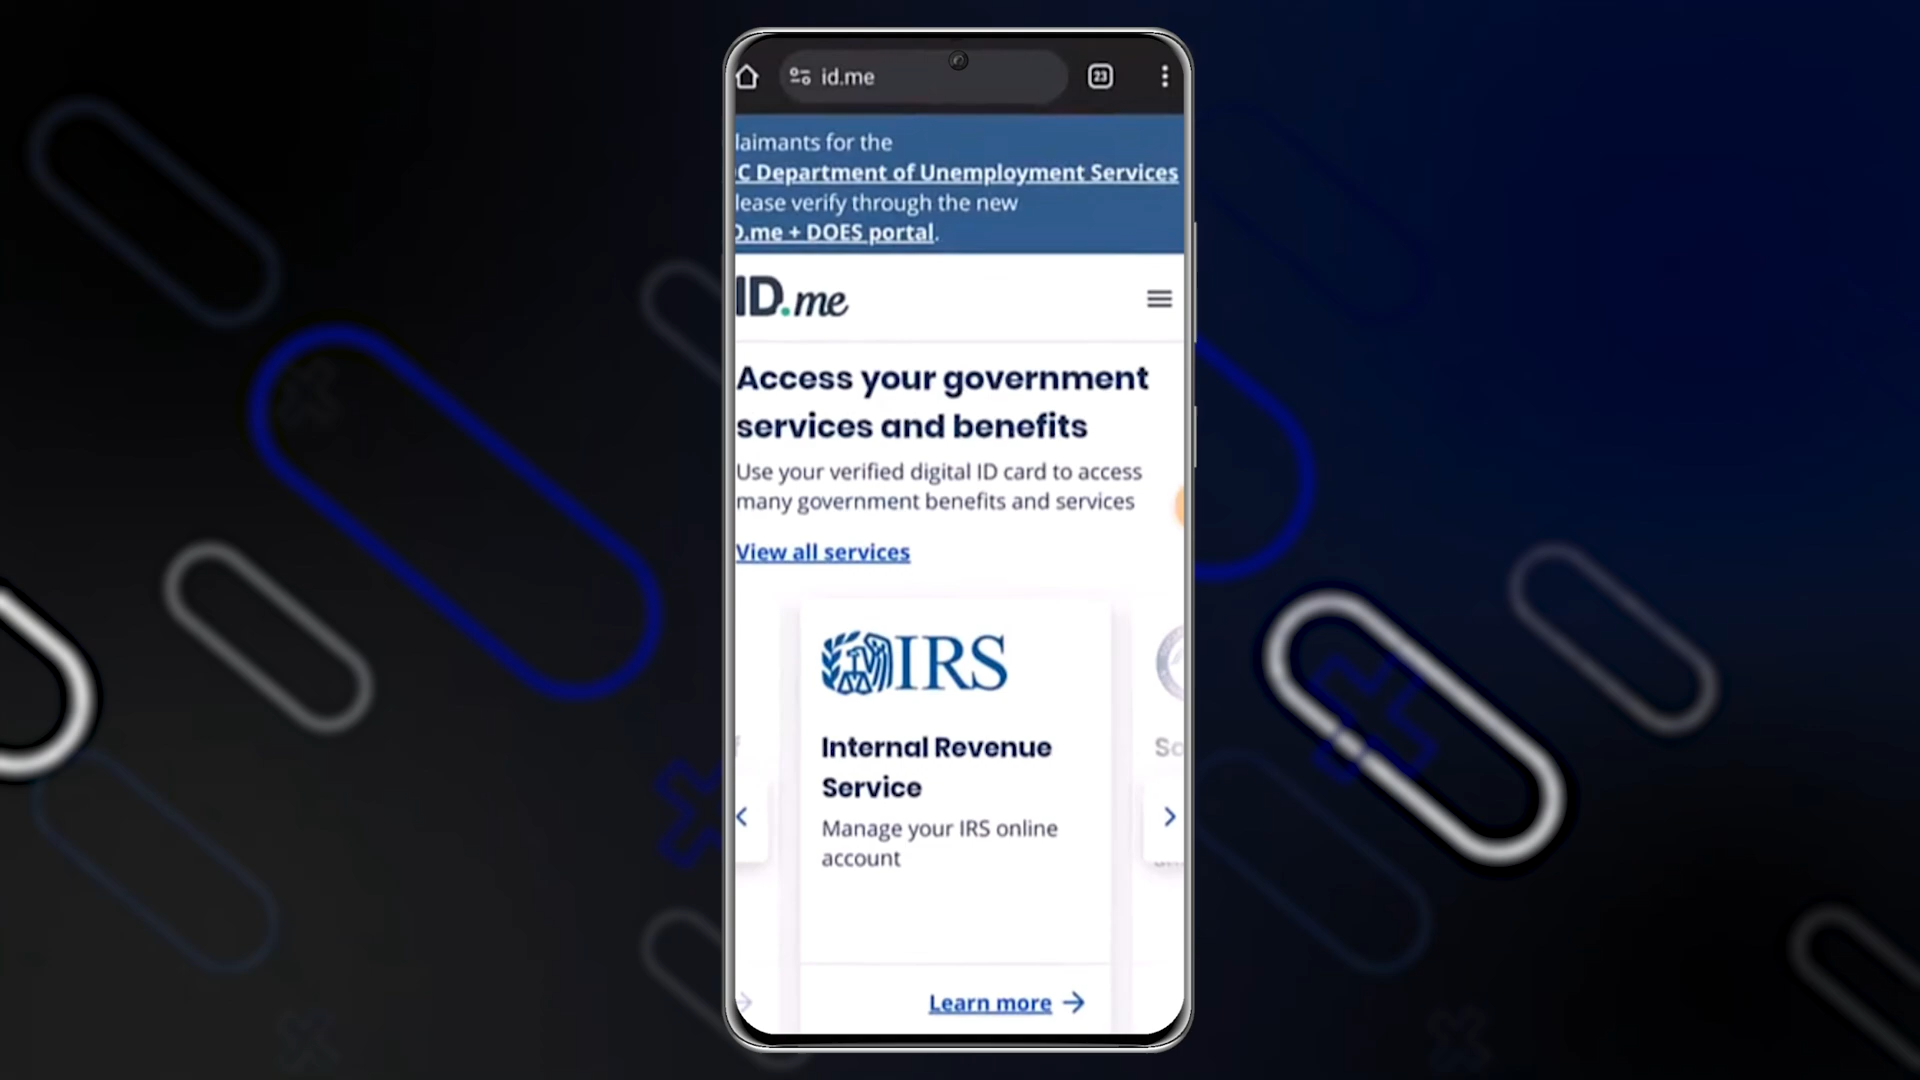 id.me
23
laimants for the
C Department of Unemployment Services
lease verify through the new
D.me + DOES portal.
ID.me
Access your government
services and benefits
Use your verified digital ID card to access
many government benefits and services
View all services
IRS
Internal Revenue
Service
Sc
Manage your IRS online
account
Learn more